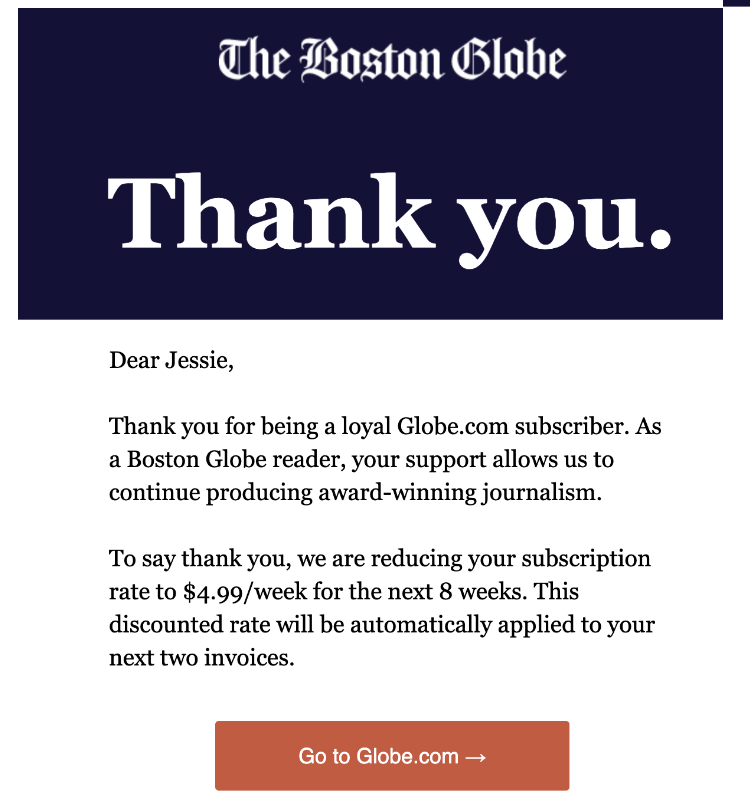 The Boston Globe
Thank you.
Dear Jessie,
Thank you for being a loyal Globe.com subscriber. As
a Boston Globe reader, your support allows us to
continue producing award-winning journalism.
To say thank you, we are reducing your subscription
rate to $4.99/week for the next 8 weeks. This
discounted rate will be automatically applied to your
next two invoices.
Go to Globe.com →